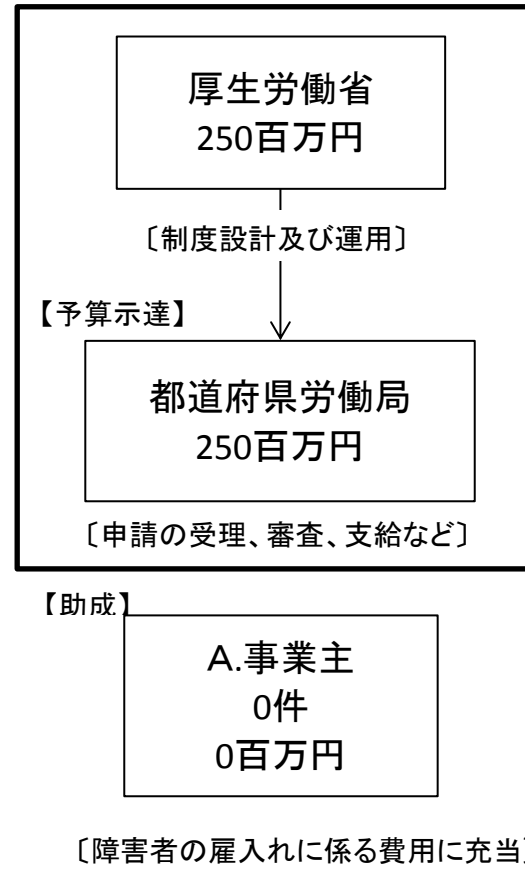 厚生労働省
250百万円
〔制度設計及び運用〕
【予算示達】
都道府県労働局
250百万円
〔申請の受理、審査、支給など〕
【助成】
A.事業主
0件
0百万円
〔障害者の雇入れに係る費用に充当〕